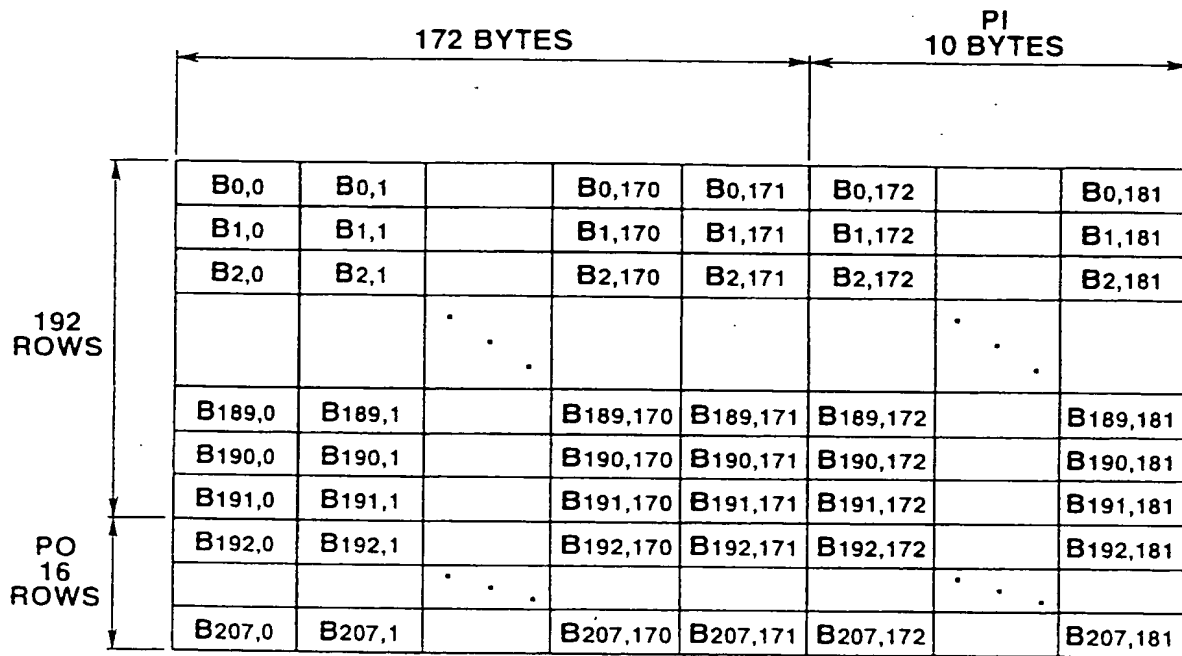 PI
172 BYTES 10 BYTES
B0,0 B0,1 B0,170 B0,171 B0,172 B0,181
B1,0 B1,1 B1,170 B1,171 B1,172 B1,181
B2,0 B2,1 B2,170 B2,171 B2,172 B2,181
192
ROWS
B189,0 B189,1 B189,170 B189,171 B189,172 B189,181
B190,0 B190,1 B190,170 B190,171 B190,172 B190,181
B191,0 B191,1 B191,170 B191,171 B191,172 B191,181
PO
16
ROWS
B192,0 B192,1 B192,170 B192,171 B192,172 B192,181
B207,0 B207,1 B207,170 B207,171 B207,172 B207,181